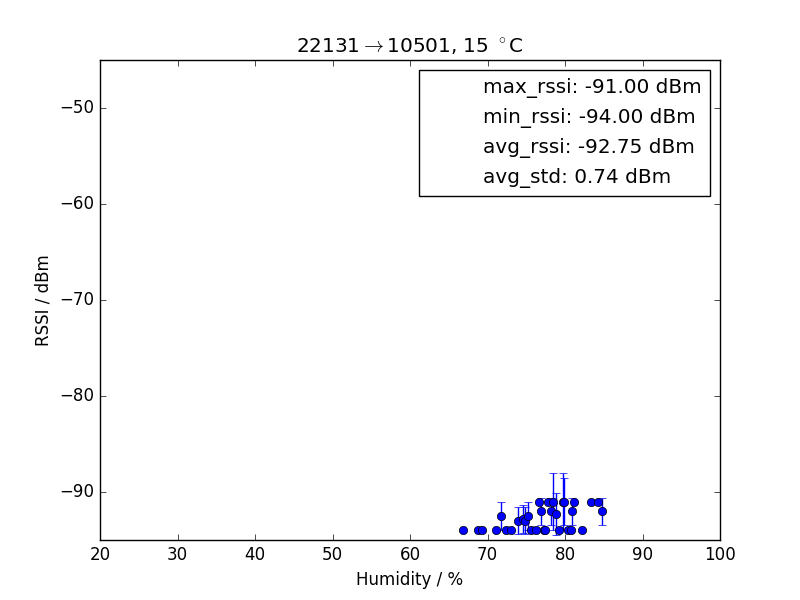 22131→10501, 15 °C
max_rssi: -91.00 dBm
min_rssi: -94.00 dBm
avg_rssi: -92.75 dBm
avg_std: 0.74 dBm
RSSI / dBm
−50
−60
−70
−80
−90
20 30 40 50 60 70 80 90 100
Humidity / %